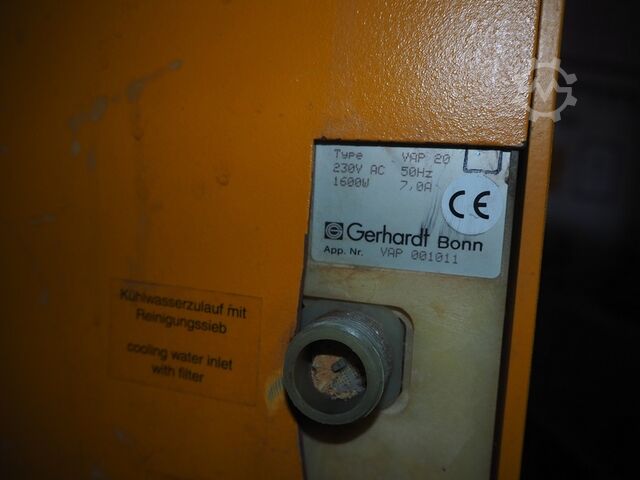 Type VAP 20
230V AC 50Hz
1600W 7,0A
CE
Gerhardt Bonn
App. Nr. VAP 001011
Kühlwasserzulauf mit
Reinigungssieb
cooling water inlet
with filter